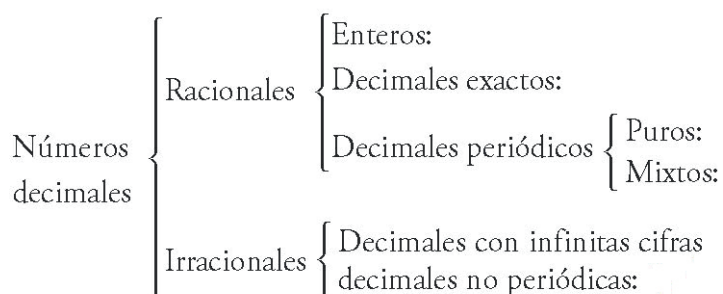 Números
decimales
Racionales
Enteros:
Decimales exactos:
Decimales periódicos
Puros:
Mixtos:
Irracionales
Decimales con infinitas cifras
decimales no periódicas: